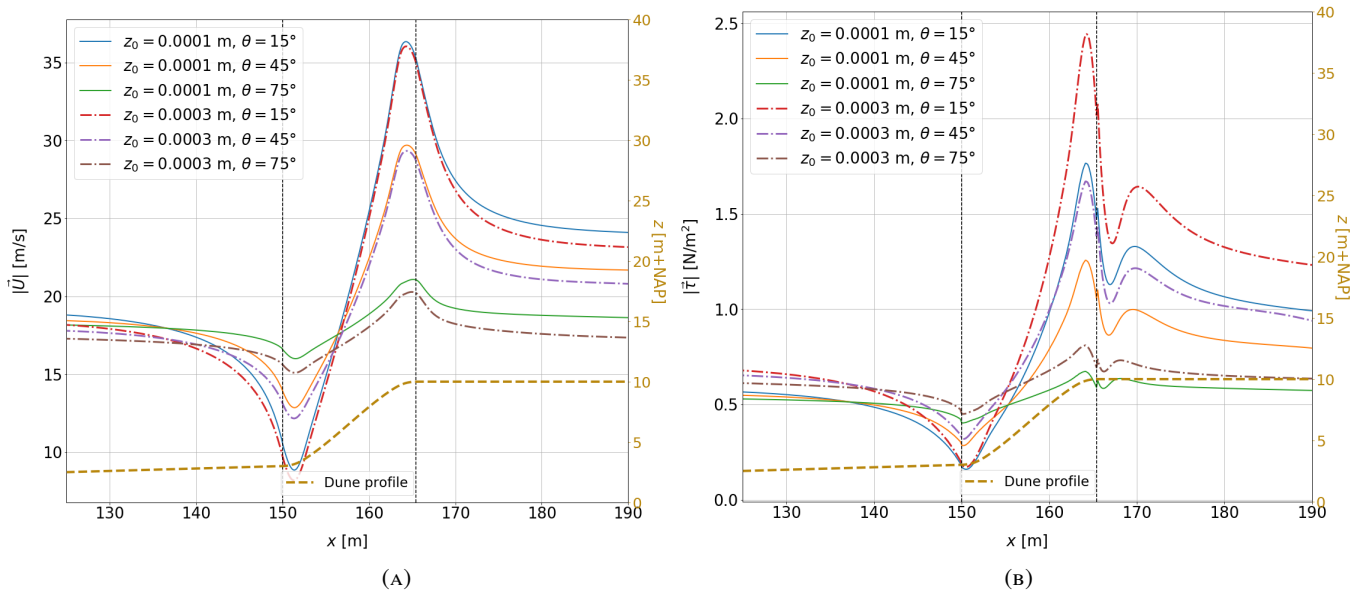 z₀ = 0.0001 m, θ = 15°
z₀ = 0.0001 m, θ = 45°
z₀ = 0.0001 m, θ = 75°
z₀ = 0.0003 m, θ = 15°
z₀ = 0.0003 m, θ = 45°
z₀ = 0.0003 m, θ = 75°
35
30
25
20
15
10
|U⃗| [m/s]
40
35
30
25
20
15
10
5
0
z [m+NAP]
Dune profile
130 140 150 160 170 180 190
x [m]
(A)
z₀ = 0.0001 m, θ = 15°
z₀ = 0.0001 m, θ = 45°
z₀ = 0.0001 m, θ = 75°
z₀ = 0.0003 m, θ = 15°
z₀ = 0.0003 m, θ = 45°
z₀ = 0.0003 m, θ = 75°
2.5
2.0
1.5
1.0
0.5
0.0
|τ⃗| [N/m²]
40
35
30
25
20
15
10
5
0
z [m+NAP]
Dune profile
130 140 150 160 170 180 190
x [m]
(B)